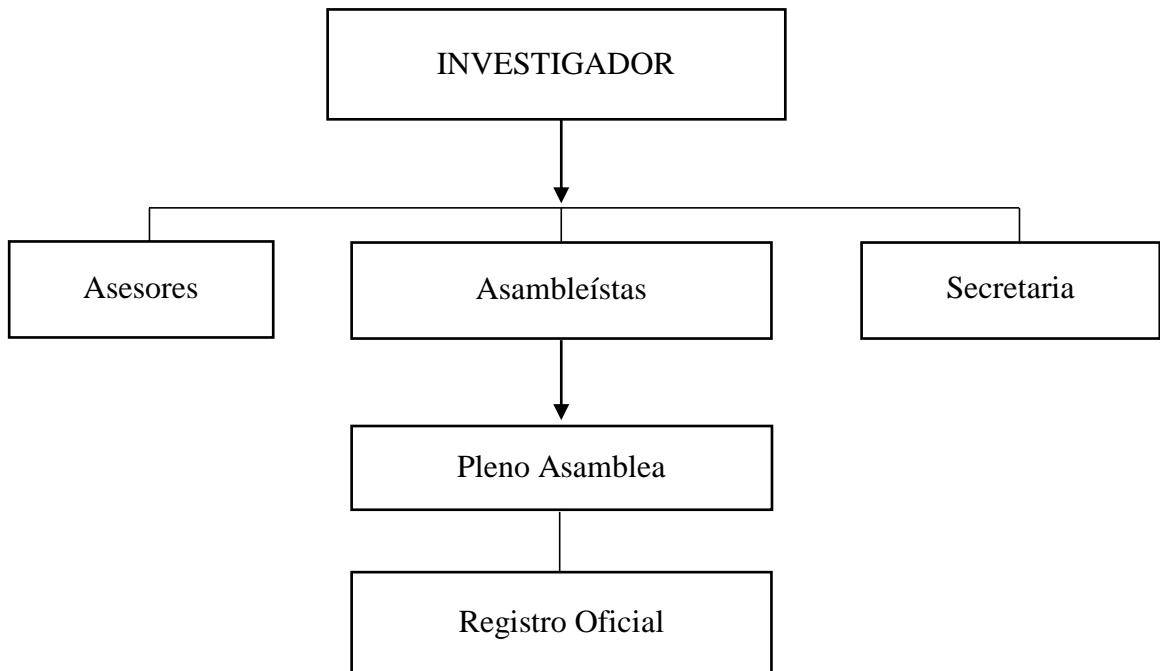 INVESTIGADOR
Asesores
Asambleístas
Secretaria
Pleno Asamblea
Registro Oficial